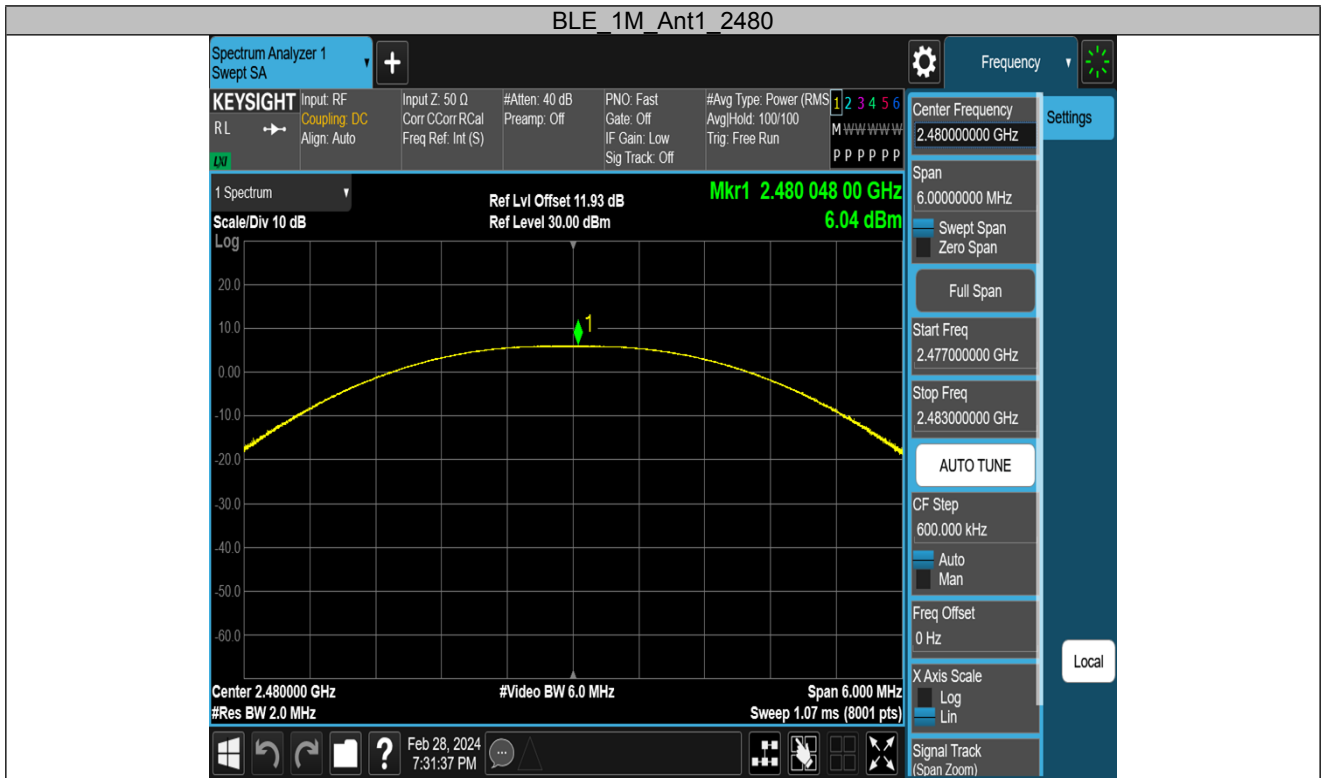 BLE_1M_Ant1_2480
Spectrum Analyzer 1
Swept SA
+
Frequency
KEYSIGHT
RL
LXI
Input: RF
Coupling: DC
Align: Auto
Input Z: 50 Ω
Corr CCorr RCal
Freq Ref: Int (S)
#Atten: 40 dB
Preamp: Off
PNO: Fast
Gate: Off
IF Gain: Low
Sig Track: Off
#Avg Type: Power (RMS
Avg|Hold: 100/100
Trig: Free Run
1 2 3 4 5 6
M W W W W W
P P P P P P
1 Spectrum
Scale/Div 10 dB
Log
Ref Lvl Offset 11.93 dB
Ref Level 30.00 dBm
Mkr1 2.480 048 00 GHz
6.04 dBm
20.0
10.0
0.00
-10.0
-20.0
-30.0
-40.0
-50.0
-60.0
1
Center 2.480000 GHz
#Res BW 2.0 MHz
#Video BW 6.0 MHz
Span 6.000 MHz
Sweep 1.07 ms (8001 pts)
?
Feb 28, 2024
7:31:37 PM
Center Frequency
2.480000000 GHz
Span
6.00000000 MHz
Swept Span
Zero Span
Full Span
Start Freq
2.477000000 GHz
Stop Freq
2.483000000 GHz
AUTO TUNE
CF Step
600.000 kHz
Auto
Man
Freq Offset
0 Hz
X Axis Scale
Log
Lin
Signal Track
(Span Zoom)
Settings
Local